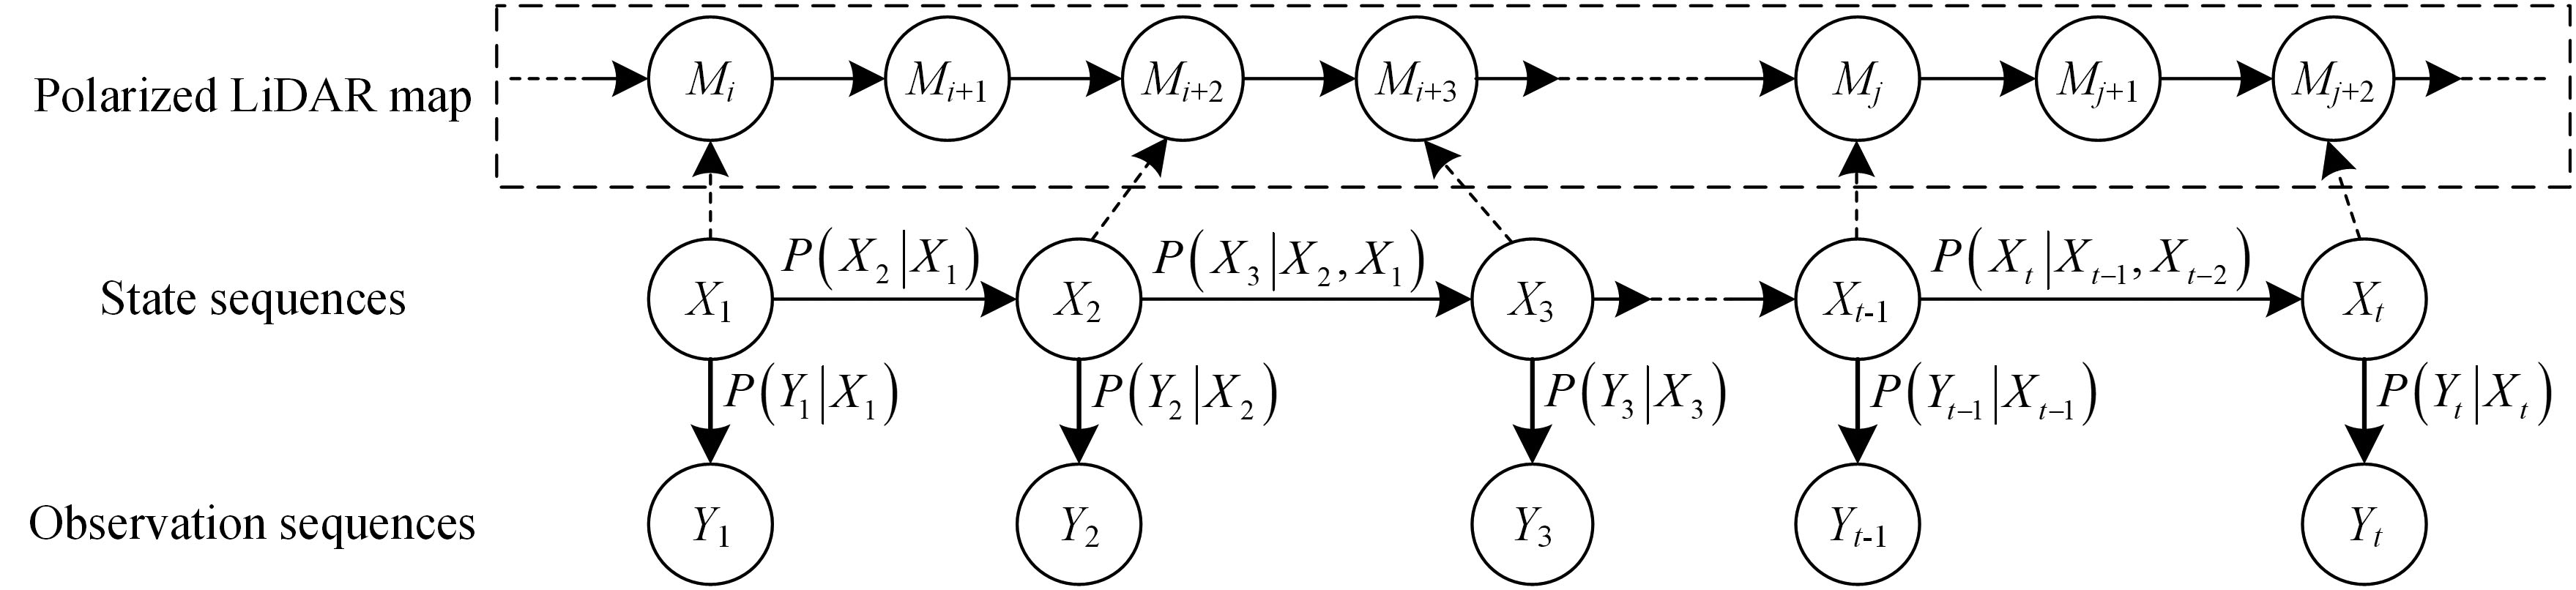 Polarized LiDAR map
M_i
M_{i+1}
M_{i+2}
M_{i+3}
M_j
M_{j+1}
M_{j+2}
State sequences
X_1
P(X_2|X_1)
X_2
P(X_3|X_2, X_1)
X_3
X_{t-1}
P(X_t|X_{t-1}, X_{t-2})
X_t
P(Y_1|X_1)
P(Y_2|X_2)
P(Y_3|X_3)
P(Y_{t-1}|X_{t-1})
P(Y_t|X_t)
Observation sequences
Y_1
Y_2
Y_3
Y_{t-1}
Y_t